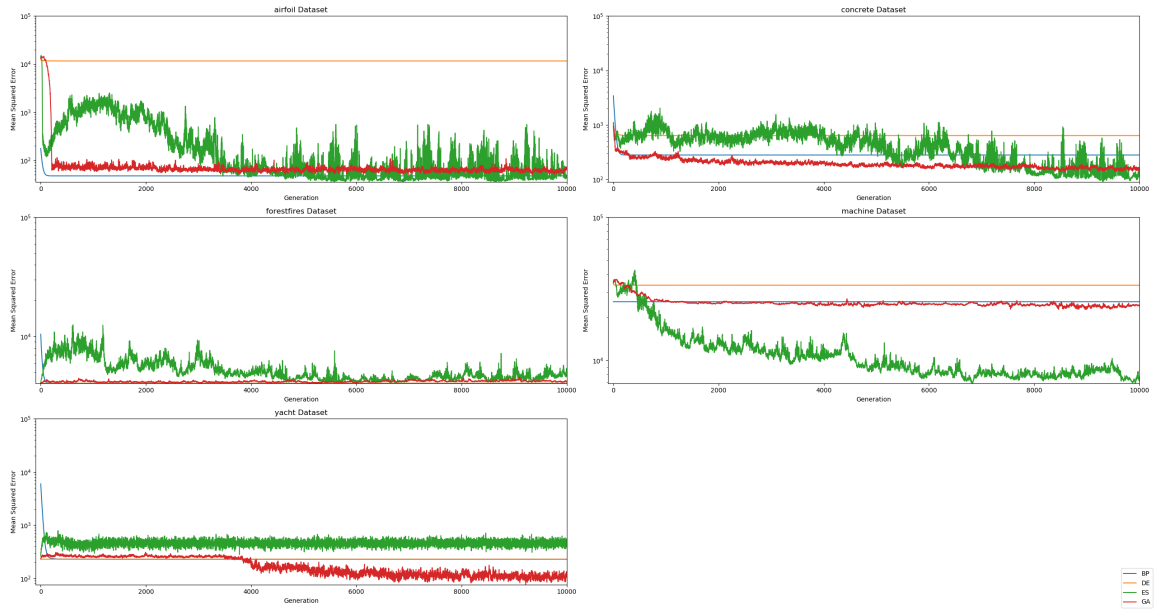 airfoil Dataset
Mean Squared Error
10^5
10^4
10^3
10^2
0 2000 4000 6000 8000 10000
Generation
concrete Dataset
Mean Squared Error
10^5
10^4
10^3
10^2
0 2000 4000 6000 8000 10000
Generation
forestfires Dataset
Mean Squared Error
10^5
10^4
0 2000 4000 6000 8000 10000
Generation
machine Dataset
Mean Squared Error
10^5
10^4
0 2000 4000 6000 8000 10000
Generation
yacht Dataset
Mean Squared Error
10^5
10^4
10^3
10^2
0 2000 4000 6000 8000 10000
Generation
BP
DE
ES
GA